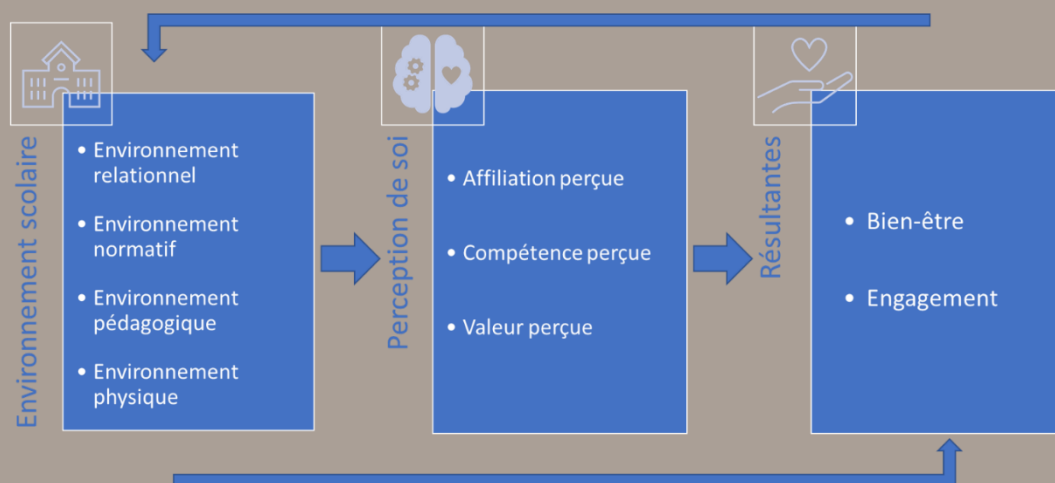 Environnement scolaire
• Environnement
relationnel
• Environnement
normatif
• Environnement
pédagogique
• Environnement
physique
Perception de soi
• Affiliation perçue
• Compétence perçue
• Valeur perçue
Résultantes
• Bien-être
• Engagement